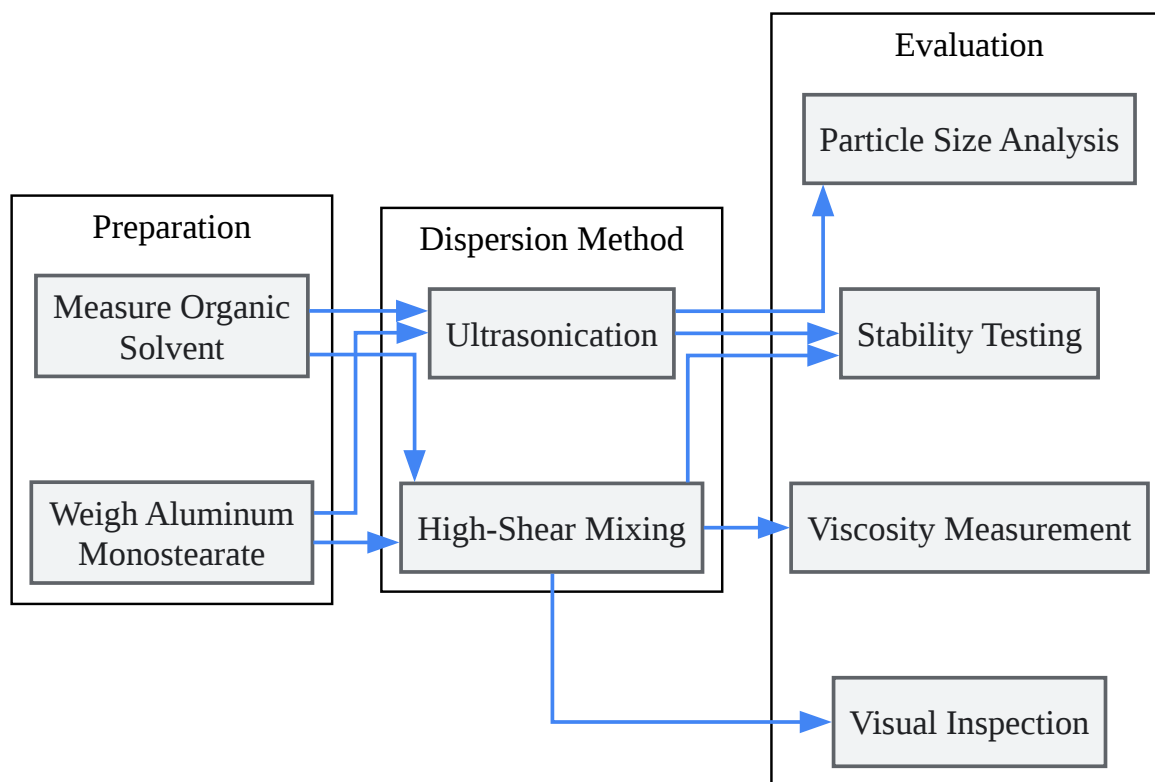 Preparation
Measure Organic
Solvent
Weigh Aluminum
Monostearate
Dispersion Method
Ultrasonication
High-Shear Mixing
Evaluation
Particle Size Analysis
Stability Testing
Viscosity Measurement
Visual Inspection